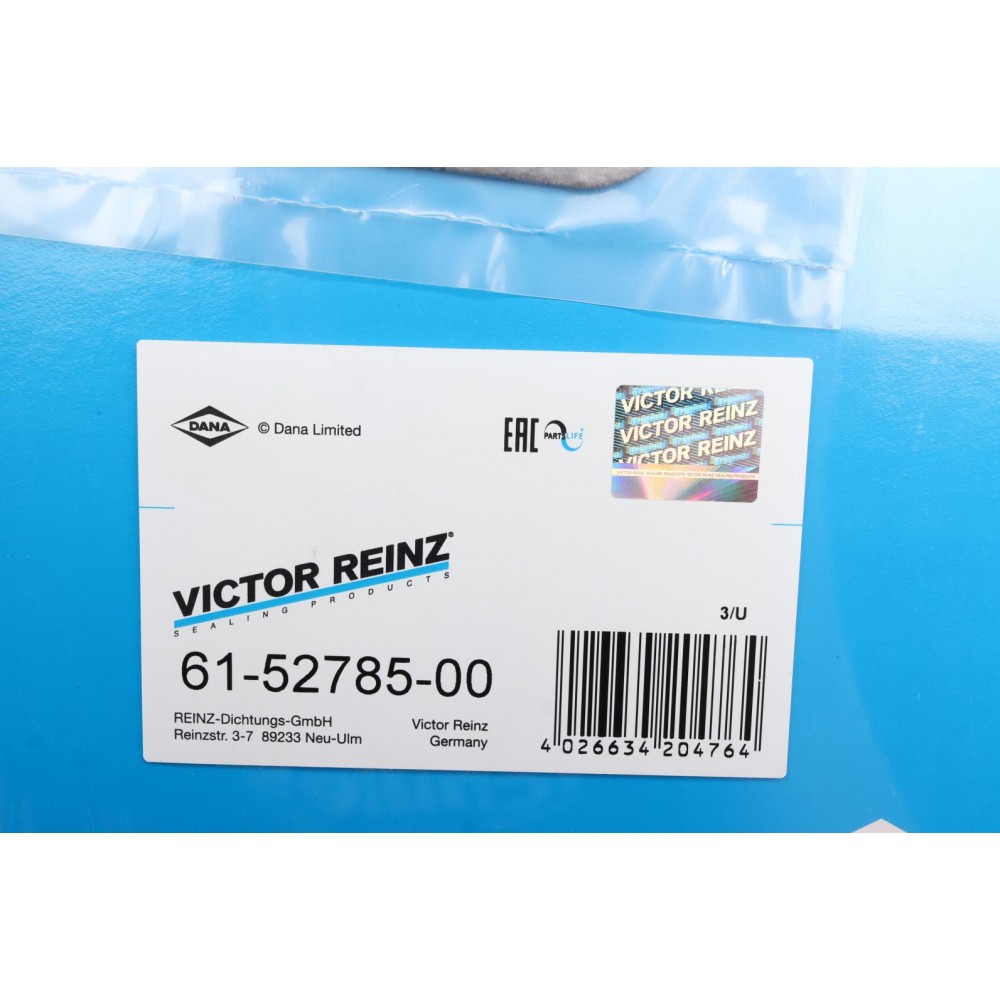 DANA
© Dana Limited
EAC
PARTSLIFE
VICTOR REINZ
VICTOR REINZ
VICTOR REINZ
VICTOR REINZ®
SEALING PRODUCTS
3/U
61-52785-00
REINZ-Dichtungs-GmbH
Reinzstr. 3-7 89233 Neu-Ulm
Victor Reinz
Germany
4 026634 204764